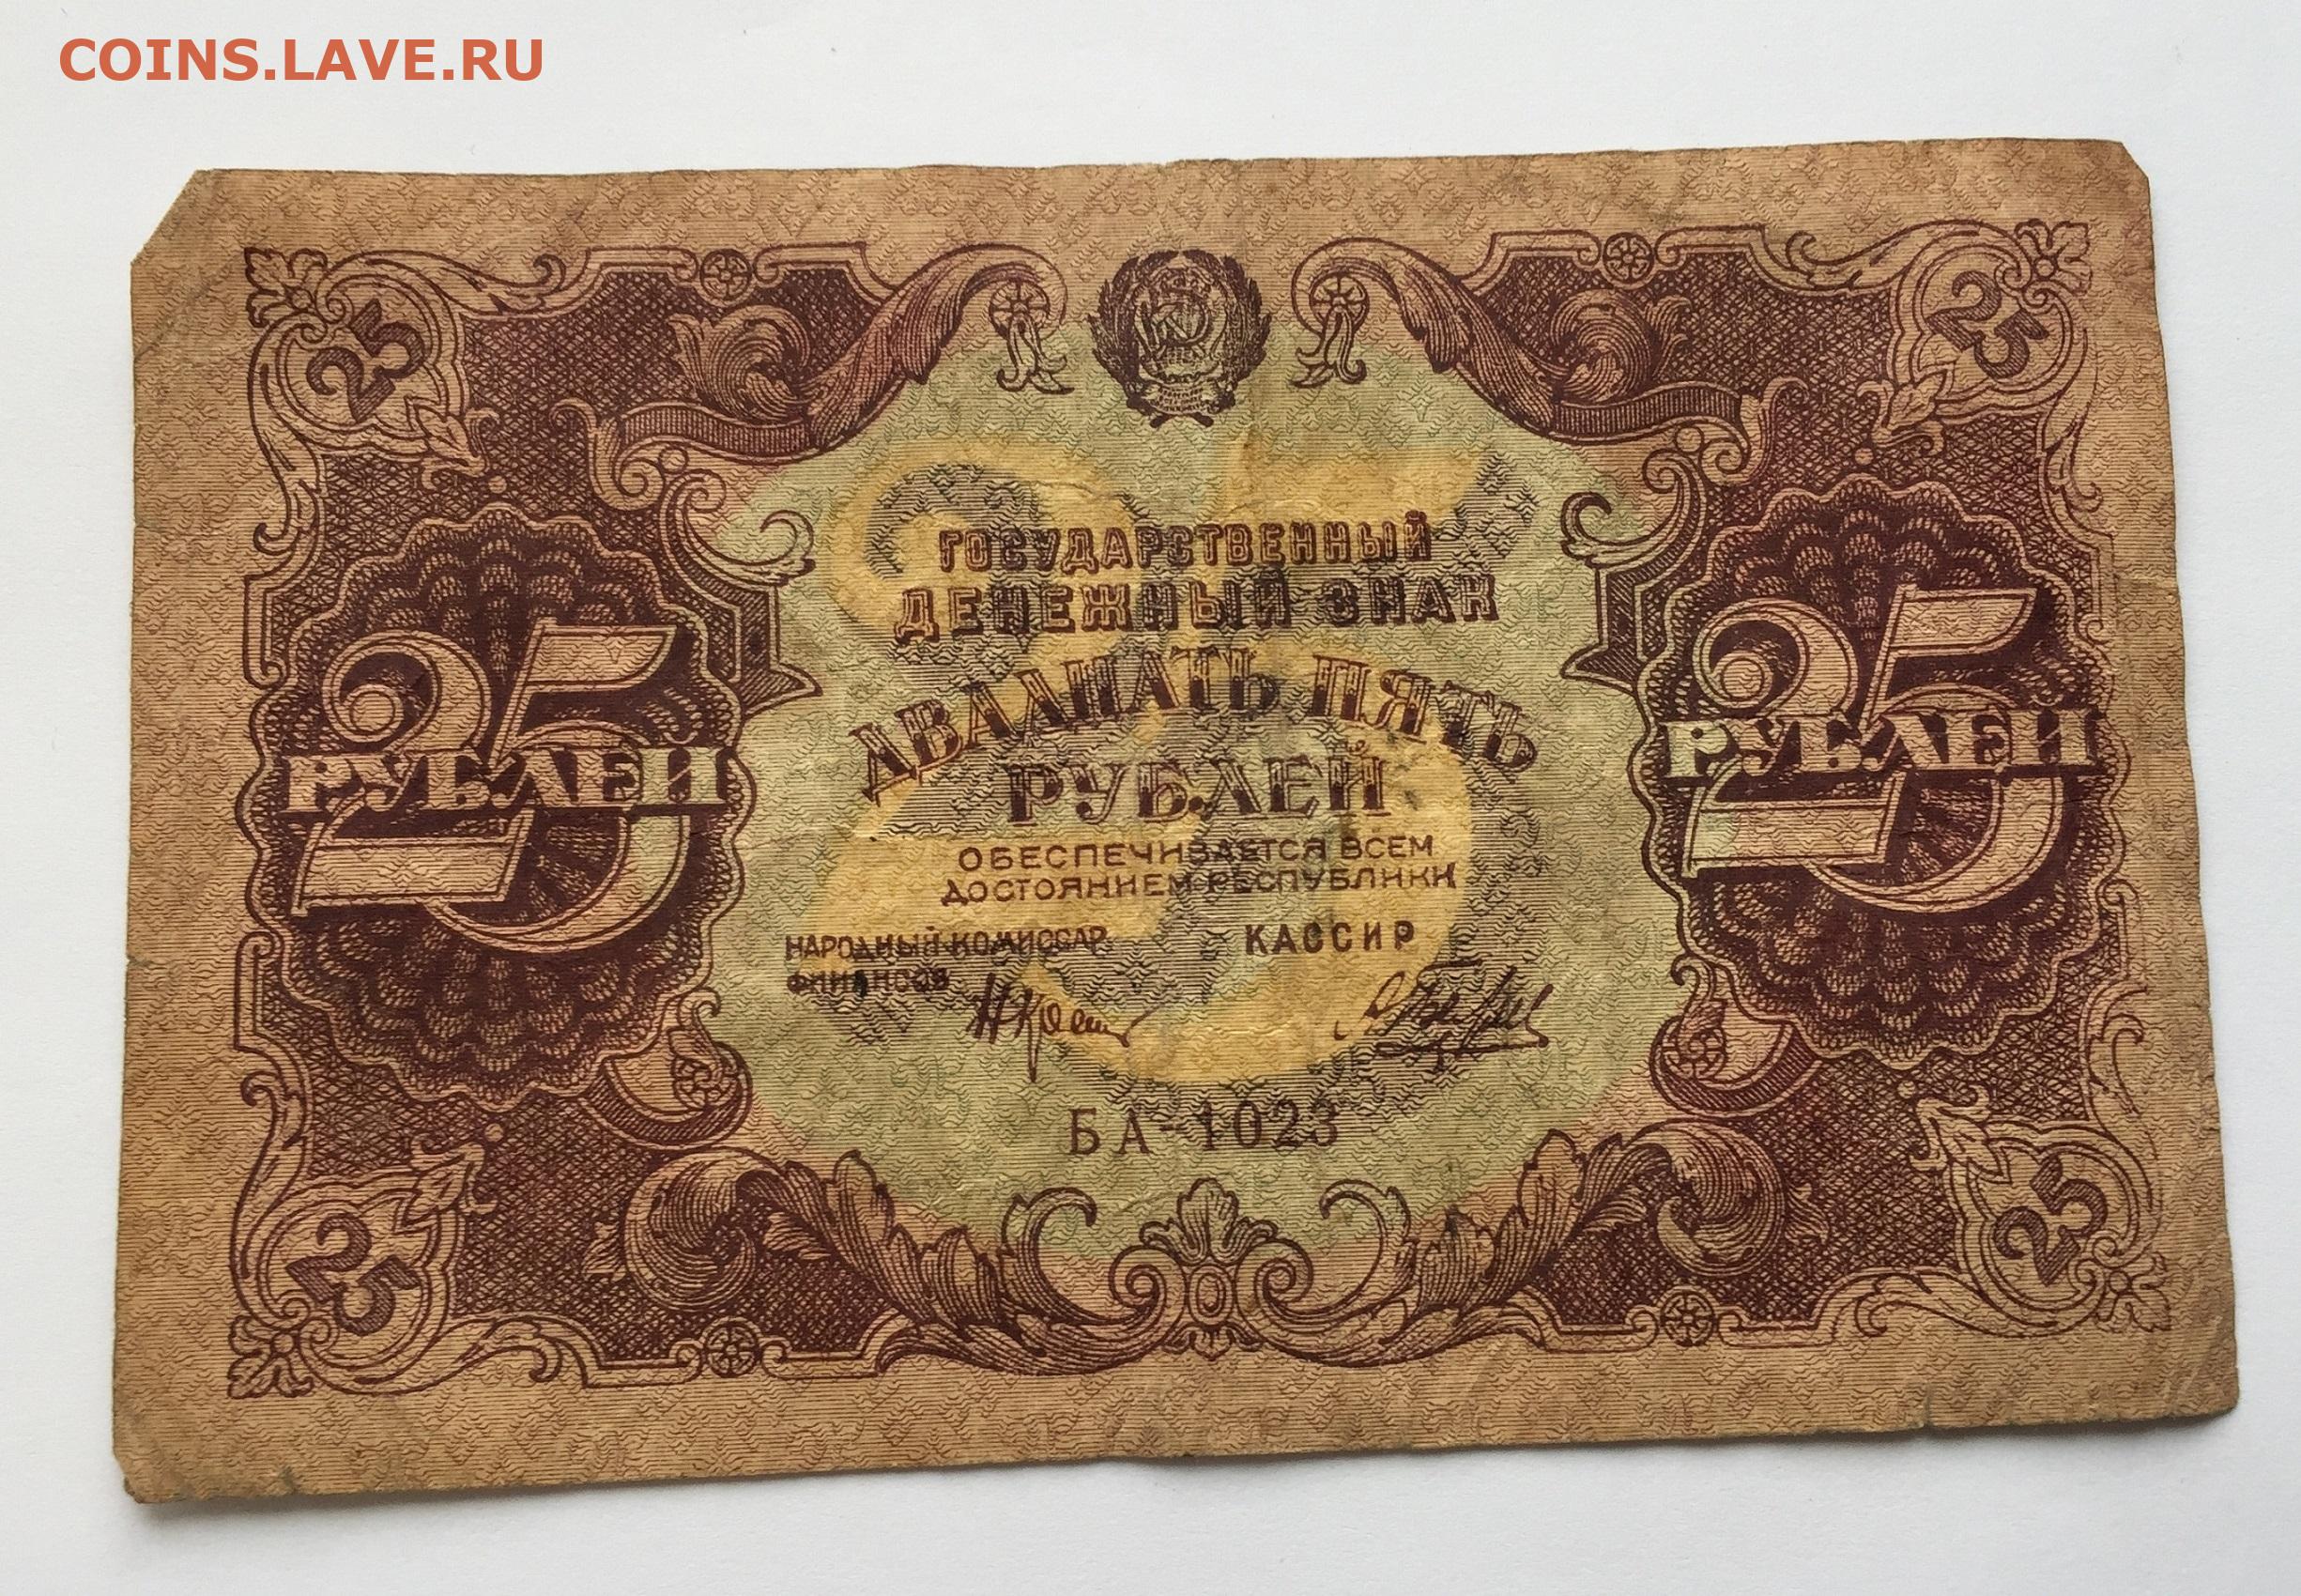 COINS.LAVE.RU
25
25
ГОСУДАРСТВЕННЫЙ
ДЕНЕЖНЫЙ ЗНАК
ДВАДЦАТЬ ПЯТЬ
РУБЛЕЙ
25
РУБЛЕЙ
25
РУБЛЕЙ
ОБЕСПЕЧИВАЕТСЯ ВСЕМ
ДОСТОЯНИЕМ РЕСПУБЛИКИ
НАРОДНЫЙ КОМИССАР
ФИНАНСОВ
КАССИР
БА-1023
25
25